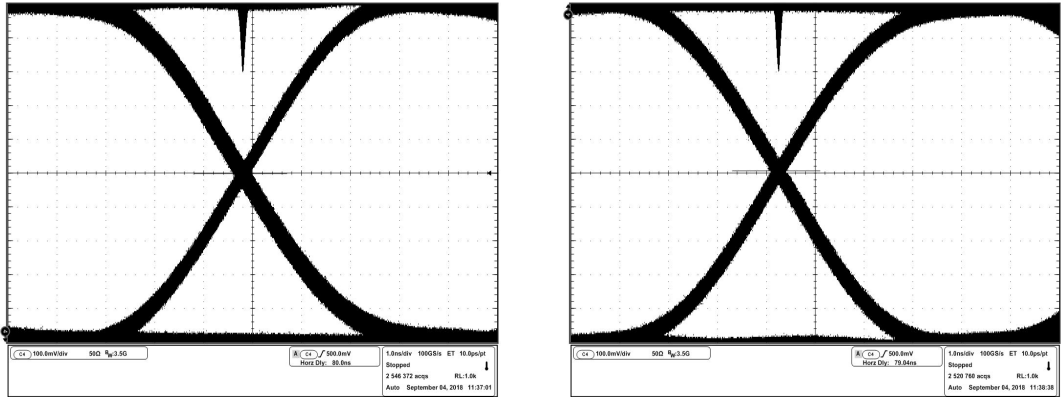 C4 100.0mV/div 50Ω BW:3.5G
A C4 500.0mV
Horz Dly: 80.0ns
1.0ns/div 100GS/s ET 10.0ps/pt
Stopped
2 546 372 acqs RL:1.0k
Auto September 04, 2018 11:37:01
C4 100.0mV/div 50Ω BW:3.5G
A C4 500.0mV
Horz Dly: 79.04ns
1.0ns/div 100GS/s ET 10.0ps/pt
Stopped
2 520 760 acqs RL:1.0k
Auto September 04, 2018 11:38:38